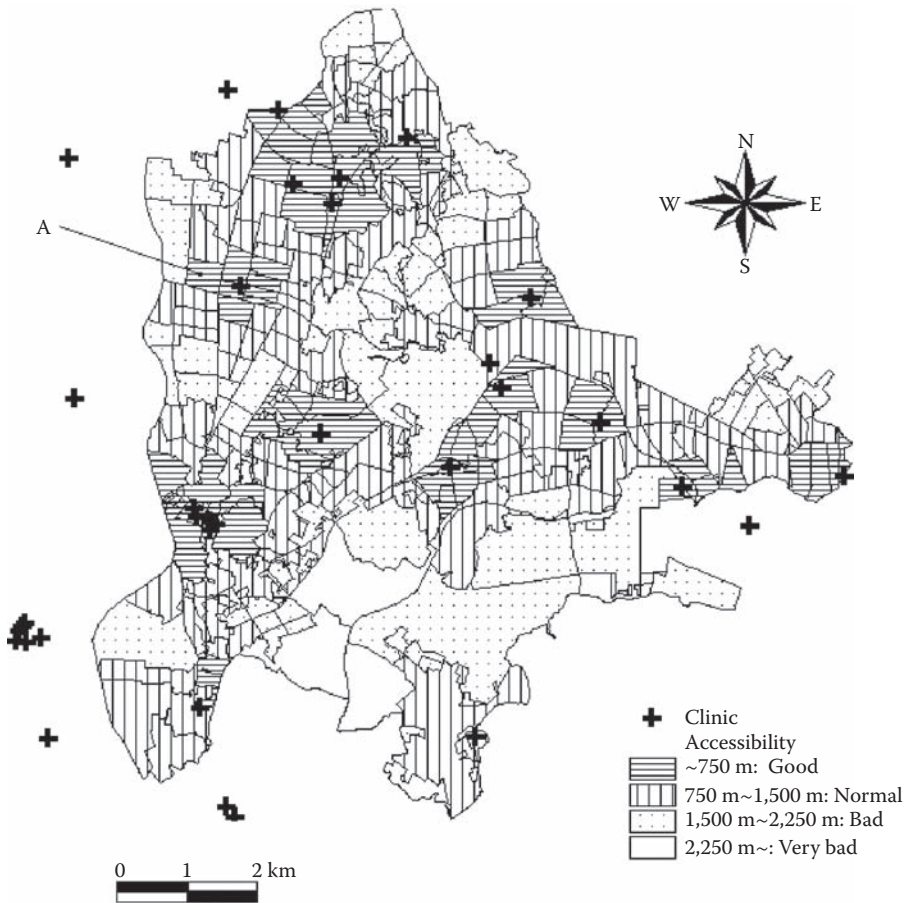 N
W E
S
A
Clinic
Accessibility
~750 m: Good
750 m~1,500 m: Normal
1,500 m~2,250 m: Bad
2,250 m~: Very bad
0 1 2 km